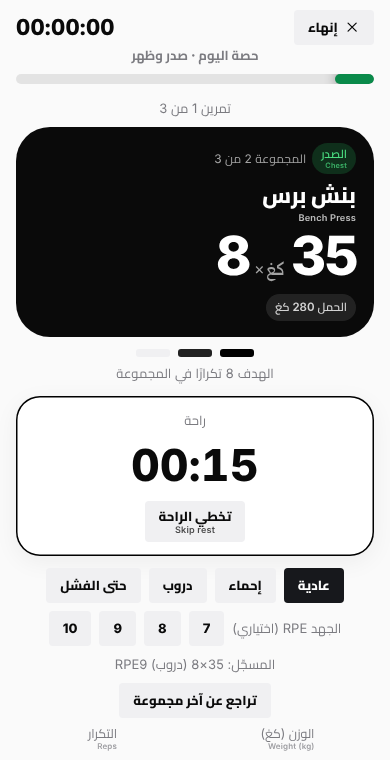 إنهاء ×
00:00:00
حصة اليوم · صدر وظهر
تمرين 1 من 3
الصدر
Chest
المجموعة 2 من 3
بنش برس
Bench Press
35 كغ × 8
الحمل 280 كغ
الهدف 8 تكرارًا في المجموعة
راحة
00:15
تخطي الراحة
Skip rest
عادية
إحماء
دروب
حتى الفشل
الجهد RPE (اختياري)
7
8
9
10
المسجّل: 35×8 (دروب) RPE9
تراجع عن آخر مجموعة
الوزن (كغ)
Weight (kg)
التكرار
Reps